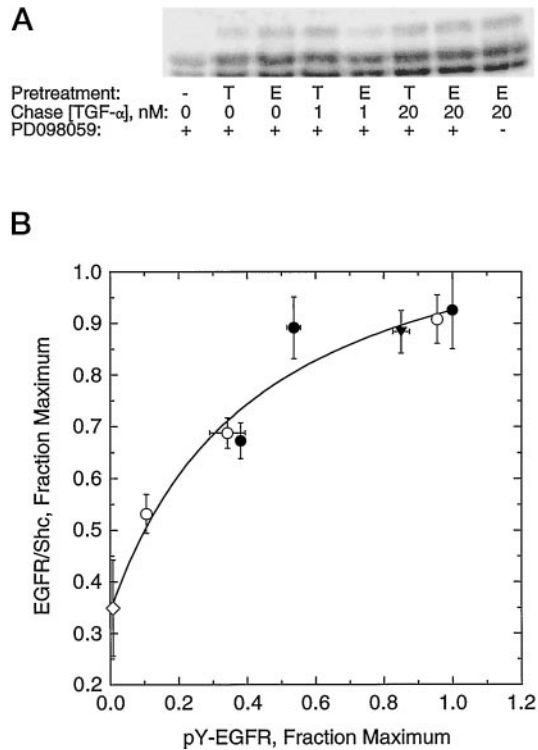 A
Pretreatment: - T E T E T E E
Chase [TGF-α], nM: 0 0 0 1 1 20 20 20
PD098059: + + + + + + + -
B
1.0
0.9
0.8
0.7
0.6
0.5
0.4
0.3
0.2
EGFR/Shc, Fraction Maximum
0.0 0.2 0.4 0.6 0.8 1.0 1.2
pY-EGFR, Fraction Maximum